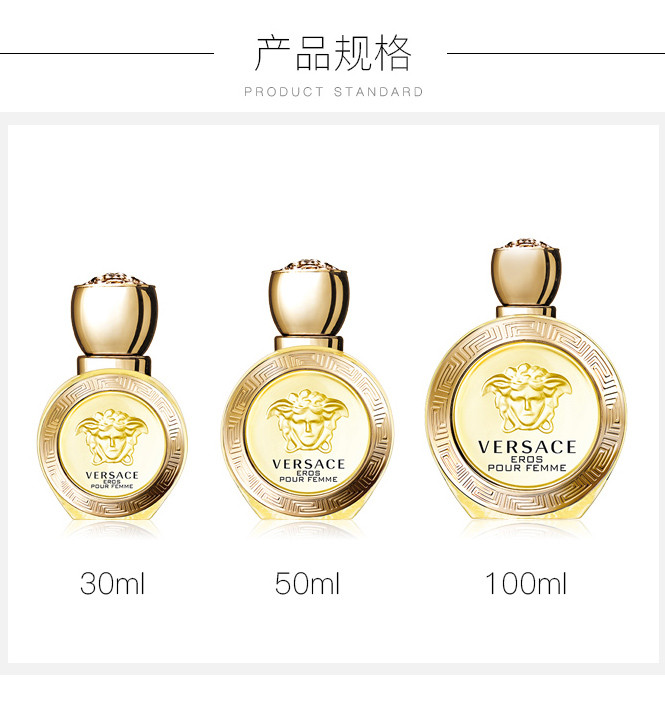 产品规格
PRODUCT STANDARD
VERSACE
EROS
POUR FEMME
VERSACE
EROS
POUR FEMME
VERSACE
EROS
POUR FEMME
30ml
50ml
100ml